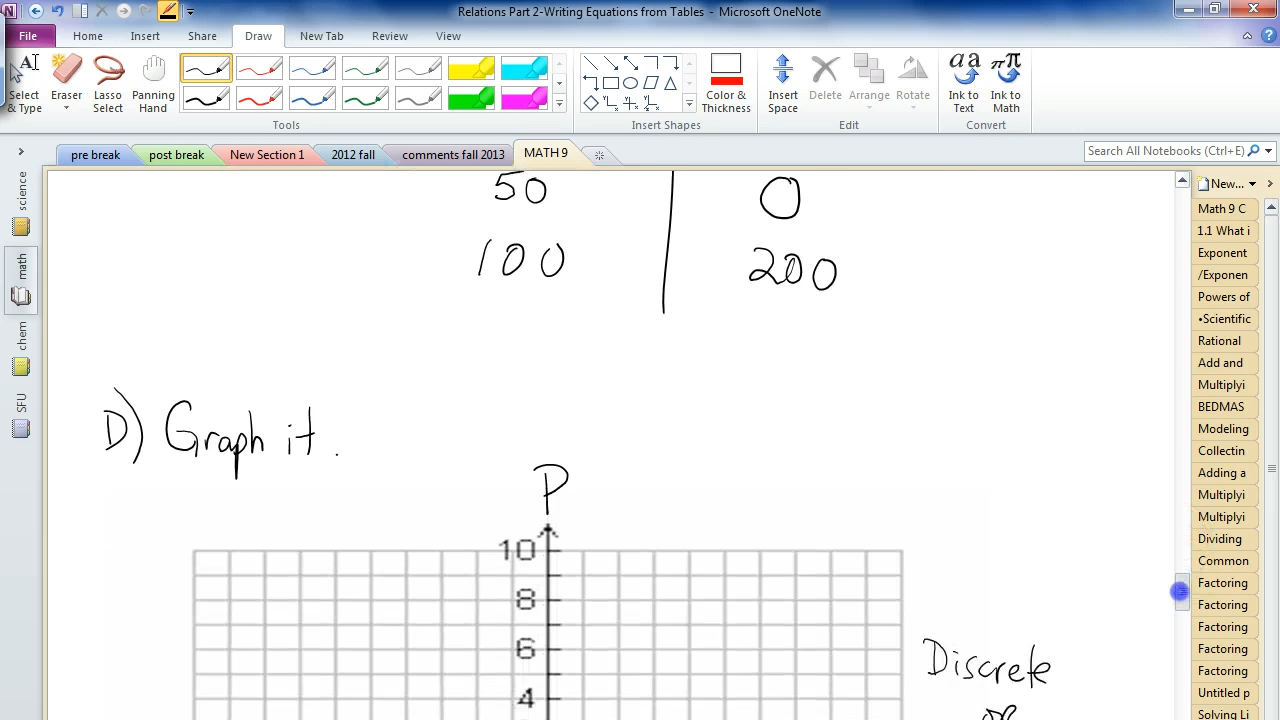 Relations Part 2-Writing Equations from Tables - Microsoft OneNote
File Home Insert Share Draw New Tab Review View
Select & Type
Eraser
Lasso Select
Panning Hand
Color & Thickness
Insert Space
Delete
Arrange
Rotate
Ink to Text
Ink to Math
Tools
Insert Shapes
Edit
Convert
pre break
post break
New Section 1
2012 fall
comments fall 2013
MATH 9
Search All Notebooks (Ctrl+E)
science
math
chem
SFU
50 0
100 200
D) Graph it.
P
10
8
6
4
Discrete
or
New...
Math 9 C
1.1 What i
Exponent
/Exponen
Powers of
•Scientific
Rational
Add and
Multiplyi
BEDMAS
Modeling
Collectin
Adding a
Multiplyi
Multiplyi
Dividing
Common
Factoring
Factoring
Factoring
Factoring
Factoring
Untitled p
Solving Li